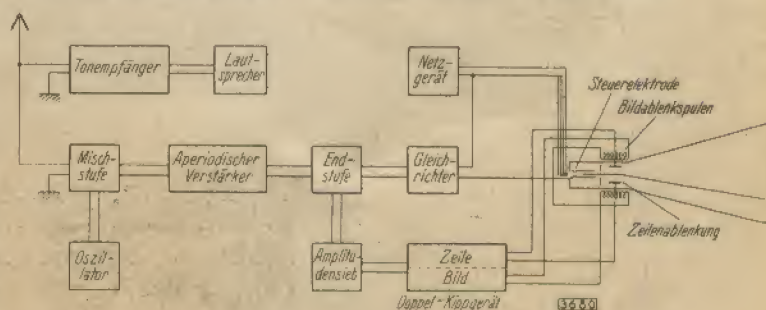 Tonempfänger
Laut-
sprecher
Netz-
gerät
Steuerelektrode
Bildablenkspulen
Misch-
stufe
Aperiodischer
Verstärker
End-
stufe
Gleich-
richter
Zeilenablenkung
Oszil-
lator
Amplitu-
densieb
Zeile
Bild
Doppel-Kippgerät
3680